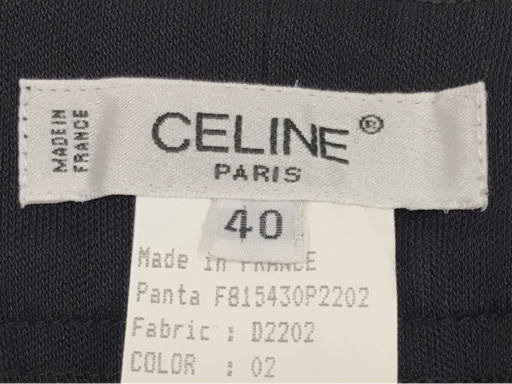 MADE IN
FRANCE
CELINE®
PARIS
40
Made in FRANCE
Panta F815430P2202
Fabric : D2202
COLOR : 02